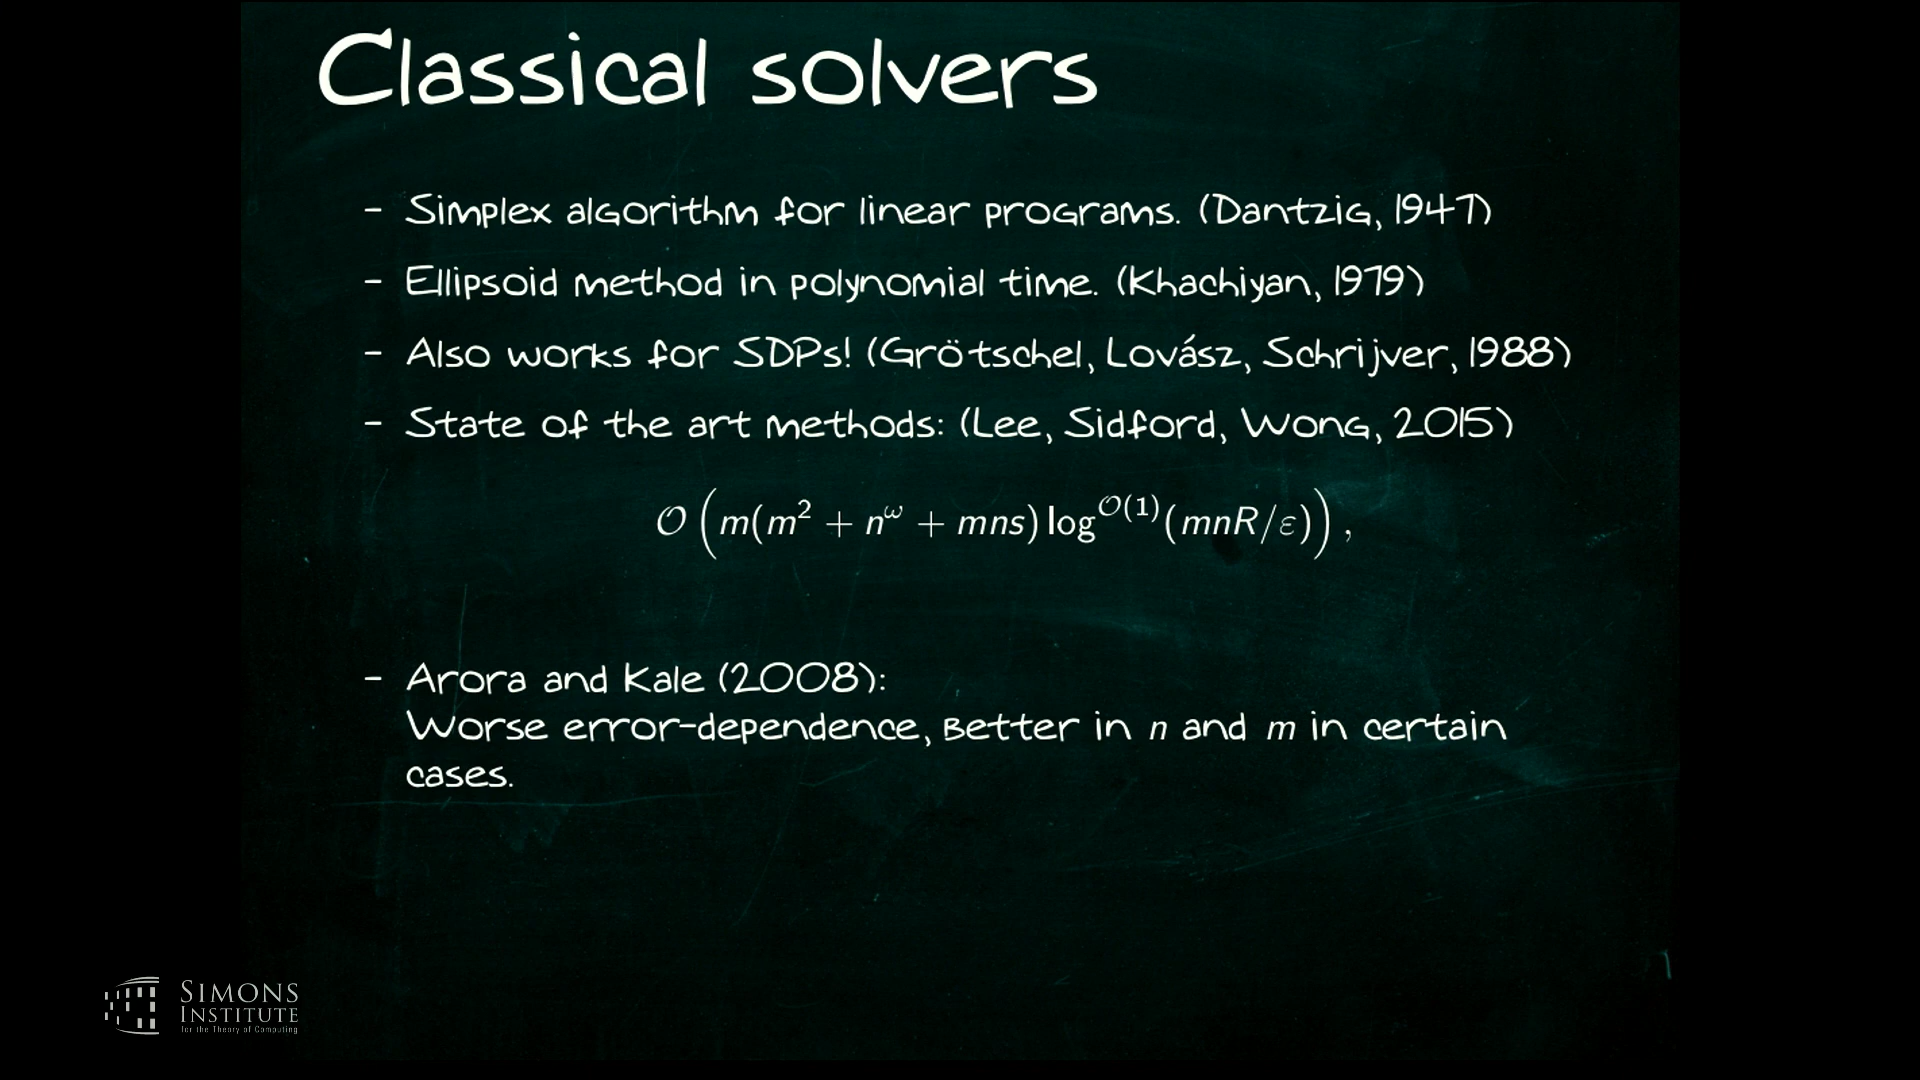 Classical solvers
- Simplex algorithm for linear programs. (Dantzig, 1947)
- Ellipsoid method in polynomial time. (Khachiyan, 1979)
- Also works for SDPs! (Grötschel, Lovász, Schrijver, 1988)
- State of the art methods: (Lee, Sidford, Wong, 2015)
𝒪(m(m² + n^ω + mns) log^𝒪(1)(mnR/ε)),
- Arora and Kale (2008):
Worse error-dependence, better in n and m in certain
cases.
SIMONS
INSTITUTE
for the Theory of Computing